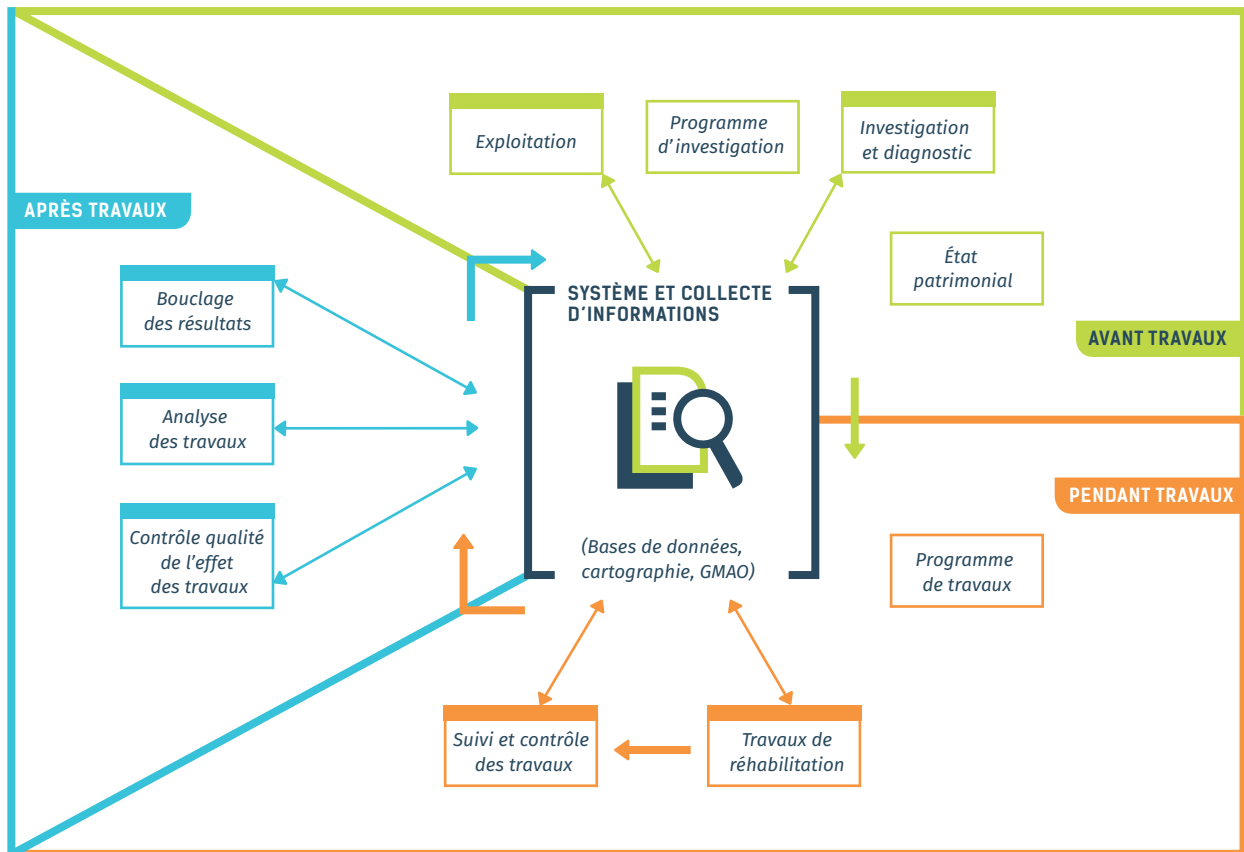 Exploitation
Programme
d'investigation
Investigation
et diagnostic
APRÈS TRAVAUX
État
patrimonial
Bouclage
des résultats
SYSTÈME ET COLLECTE
D'INFORMATIONS
AVANT TRAVAUX
Analyse
des travaux
PENDANT TRAVAUX
Contrôle qualité
de l'effet
des travaux
(Bases de données,
cartographie, GMAO)
Programme
de travaux
Suivi et contrôle
des travaux
Travaux de
réhabilitation